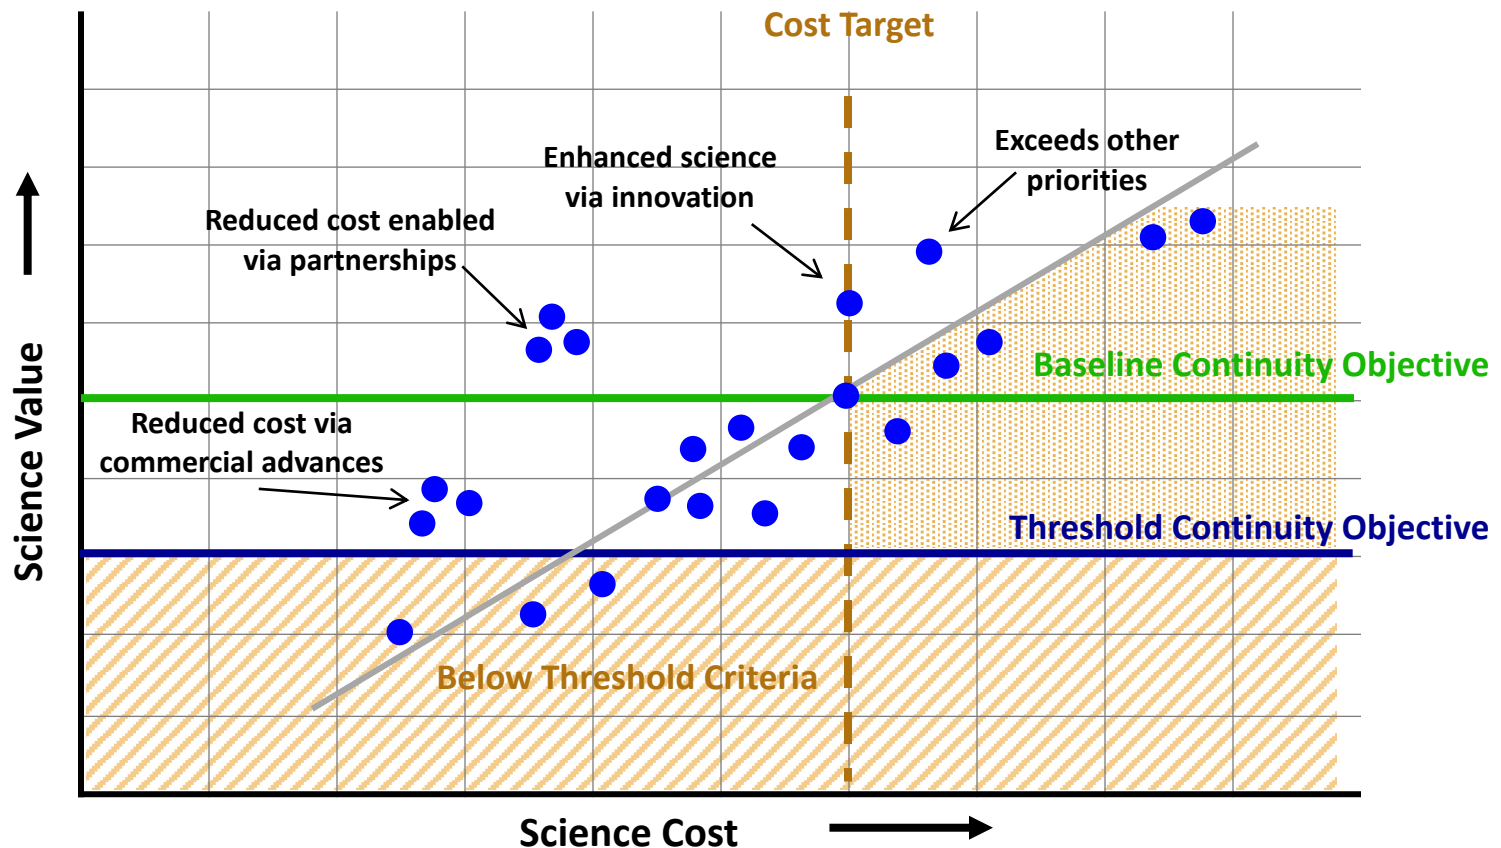 Cost Target
Exceeds other
priorities
Enhanced science
via innovation
Reduced cost enabled
via partnerships
Baseline Continuity Objective
Reduced cost via
commercial advances
Threshold Continuity Objective
Below Threshold Criteria
Science Value
Science Cost